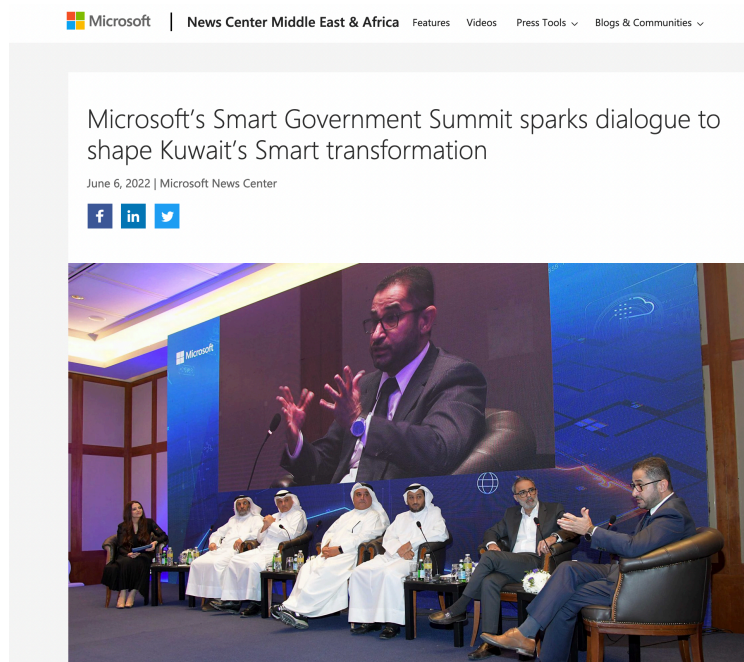 Microsoft
News Center Middle East & Africa
Features
Videos
Press Tools
Blogs & Communities
Microsoft's Smart Government Summit sparks dialogue to
shape Kuwait's Smart transformation
June 6, 2022 | Microsoft News Center
f
in
Microsoft